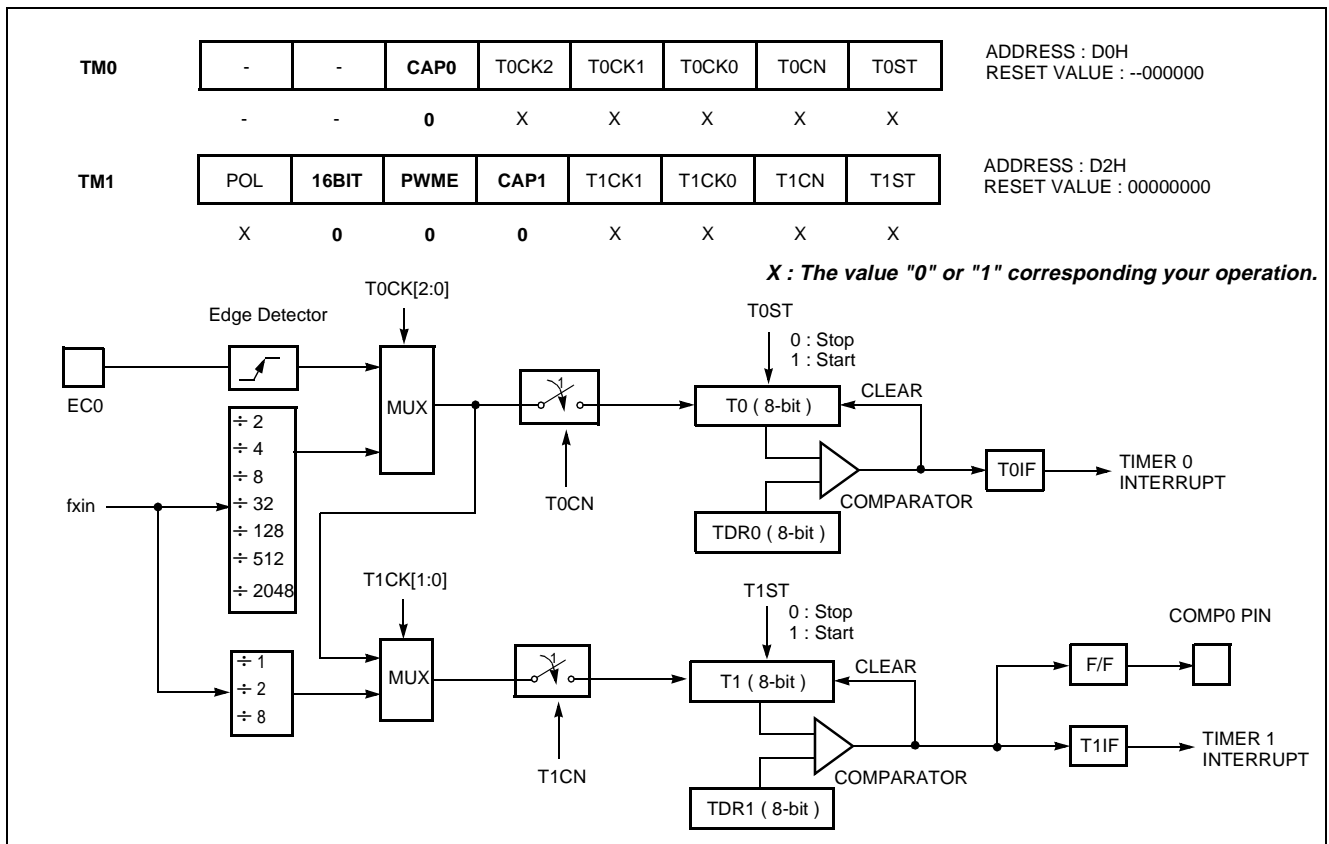 TM0 - - CAP0 T0CK2 T0CK1 T0CK0 T0CN T0ST
ADDRESS : D0H
RESET VALUE : --000000
- - 0 X X X X X
TM1 POL 16BIT PWME CAP1 T1CK1 T1CK0 T1CN T1ST
ADDRESS : D2H
RESET VALUE : 00000000
X 0 0 0 X X X X
X : The value "0" or "1" corresponding your operation.
T0CK[2:0]
Edge Detector
EC0
MUX
÷ 2
÷ 4
÷ 8
÷ 32
÷ 128
÷ 512
÷ 2048
fxin
1
T0CN
T0ST
0 : Stop
1 : Start
T0 ( 8-bit )
CLEAR
COMPARATOR
TDR0 ( 8-bit )
T0IF
TIMER 0
INTERRUPT
T1CK[1:0]
÷ 1
÷ 2
÷ 8
MUX
1
T1CN
T1ST
0 : Stop
1 : Start
T1 ( 8-bit )
CLEAR
COMPARATOR
TDR1 ( 8-bit )
COMP0 PIN
F/F
T1IF
TIMER 1
INTERRUPT